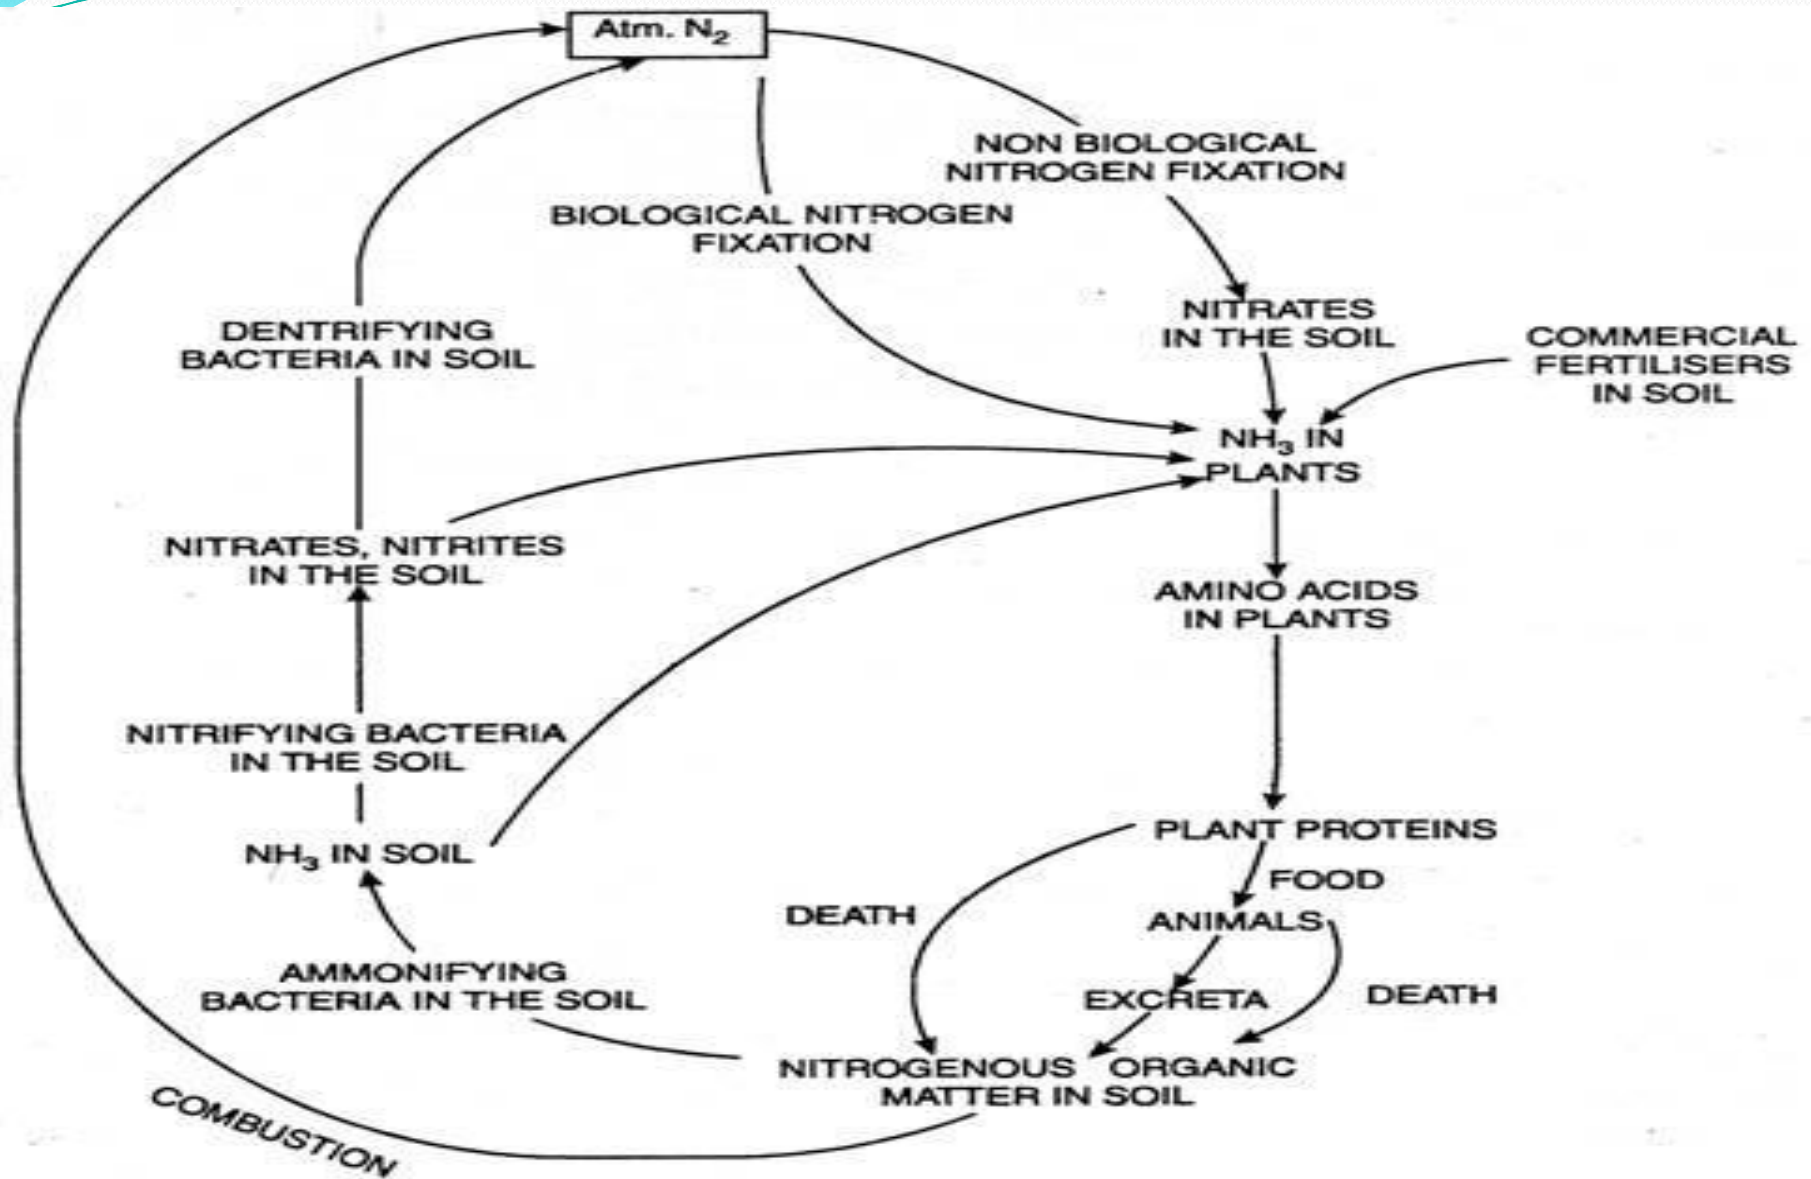 Atm. N₂
NON BIOLOGICAL
NITROGEN FIXATION
BIOLOGICAL NITROGEN
FIXATION
NITRATES
IN THE SOIL
COMMERCIAL
FERTILISERS
IN SOIL
DENTRIFYING
BACTERIA IN SOIL
NH₃ IN
PLANTS
NITRATES, NITRITES
IN THE SOIL
AMINO ACIDS
IN PLANTS
NITRIFYING BACTERIA
IN THE SOIL
PLANT PROTEINS
NH₃ IN SOIL
FOOD
DEATH
ANIMALS
AMMONIFYING
BACTERIA IN THE SOIL
EXCRETA
DEATH
NITROGENOUS ORGANIC
MATTER IN SOIL
COMBUSTION